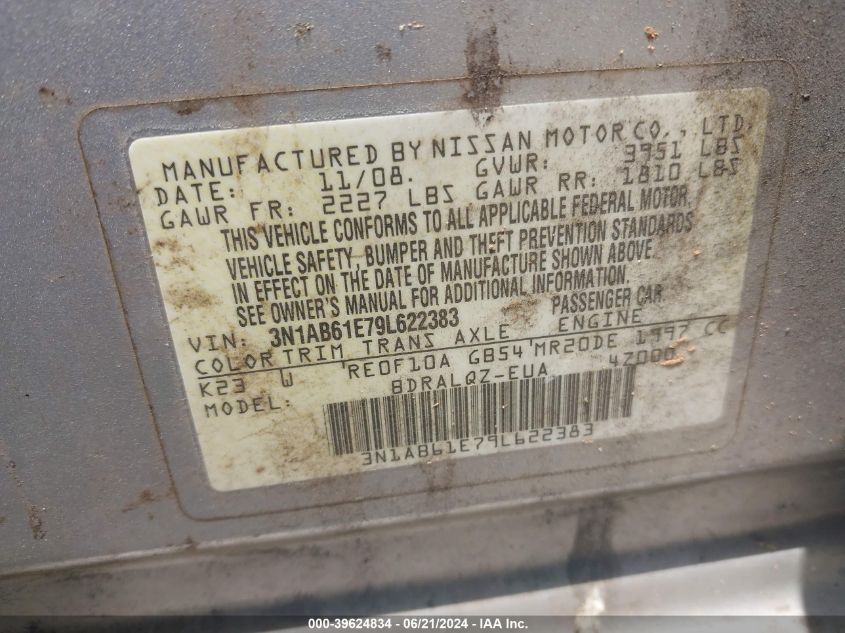 MANUFACTURED BY NISSAN MOTOR CO., LTD
DATE: 11/08. GVWR: 3951 LBS
GAWR FR: 2227 LBS GAWR RR: 1810 LBS
THIS VEHICLE CONFORMS TO ALL APPLICABLE FEDERAL MOTOR
VEHICLE SAFETY, BUMPER AND THEFT PREVENTION STANDARDS
IN EFFECT ON THE DATE OF MANUFACTURE SHOWN ABOVE.
SEE OWNER'S MANUAL FOR ADDITIONAL INFORMATION.
VIN: 3N1AB61E79L622383 PASSENGER CAR
COLOR TRIM TRANS AXLE ENGINE
K23 W RE0F10A GB54 MR20DE 1997 CC
MODEL: BDRALQZ-EUA 4Z000
3N1AB61E79L622383
000-39624834 - 06/21/2024 - IAA Inc.